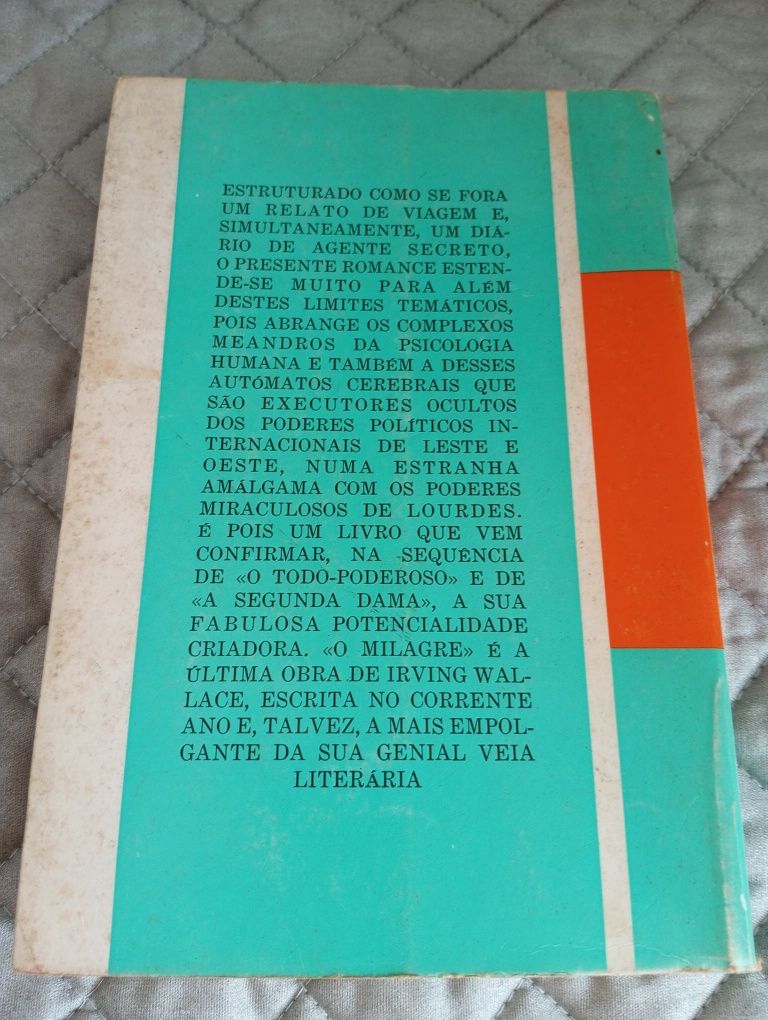 ESTRUTURADO COMO SE FORA
UM RELATO DE VIAGEM E,
SIMULTANEAMENTE, UM DIÁ-
RIO DE AGENTE SECRETO,
O PRESENTE ROMANCE ESTEN-
DE-SE MUITO PARA ALÉM
DESTES LIMITES TEMÁTICOS,
POIS ABRANGE OS COMPLEXOS
MEANDROS DA PSICOLOGIA
HUMANA E TAMBÉM A DESSES
AUTÓMATOS CEREBRAIS QUE
SÃO EXECUTORES OCULTOS
DOS PODERES POLÍTICOS IN-
TERNACIONAIS DE LESTE E
OESTE, NUMA ESTRANHA
AMÁLGAMA COM OS PODERES
MIRACULOSOS DE LOURDES.
É POIS UM LIVRO QUE VEM
CONFIRMAR, NA SEQUÊNCIA
DE «O TODO-PODEROSO» E DE
«A SEGUNDA DAMA», A SUA
FABULOSA POTENCIALIDADE
CRIADORA. «O MILAGRE» É A
ÚLTIMA OBRA DE IRVING WAL-
LACE, ESCRITA NO CORRENTE
ANO E, TALVEZ, A MAIS EMPOL-
GANTE DA SUA GENIAL VEIA
LITERÁRIA